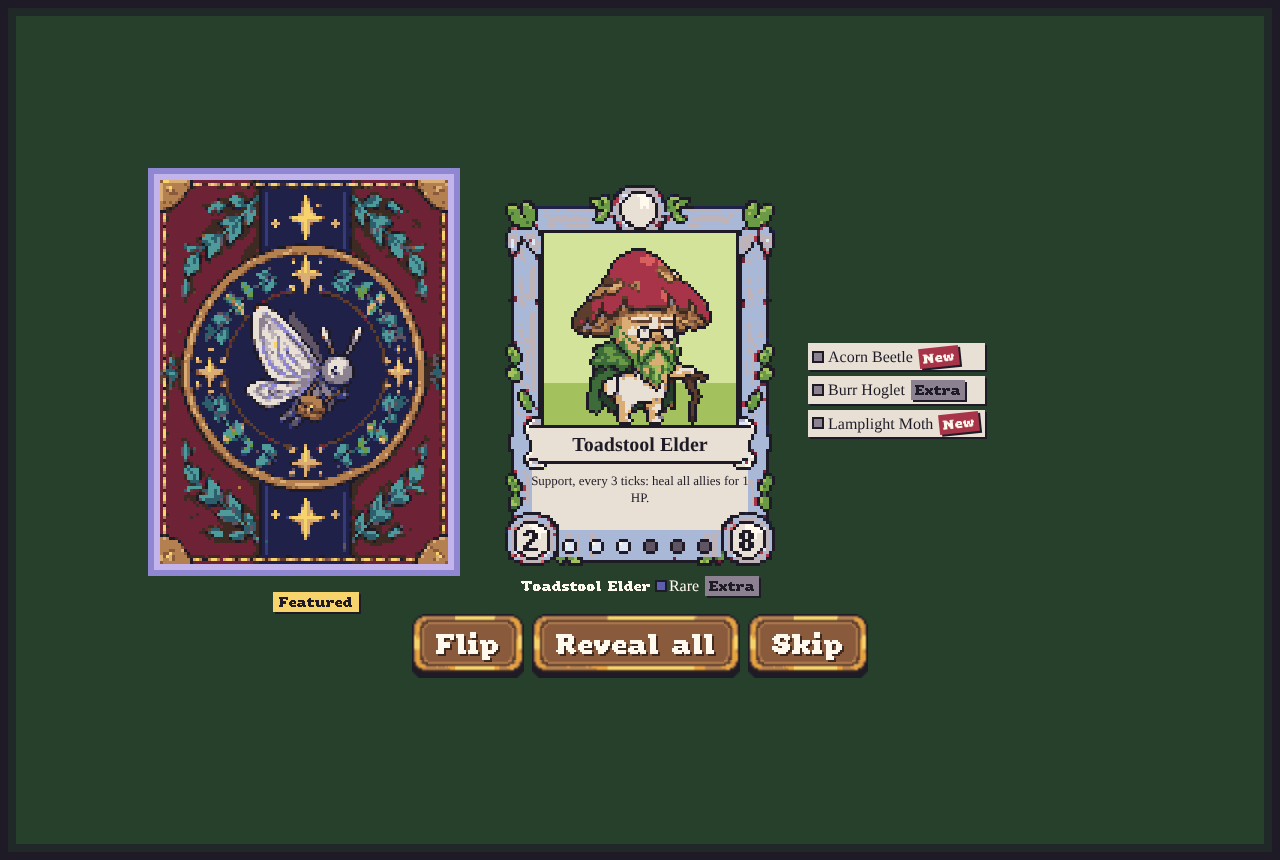 Featured
Toadstool Elder
Support, every 3 ticks: heal all allies for 1
HP.
2
8
Toadstool Elder Rare Extra
Acorn Beetle New
Burr Hoglet Extra
Lamplight Moth New
Flip
Reveal all
Skip